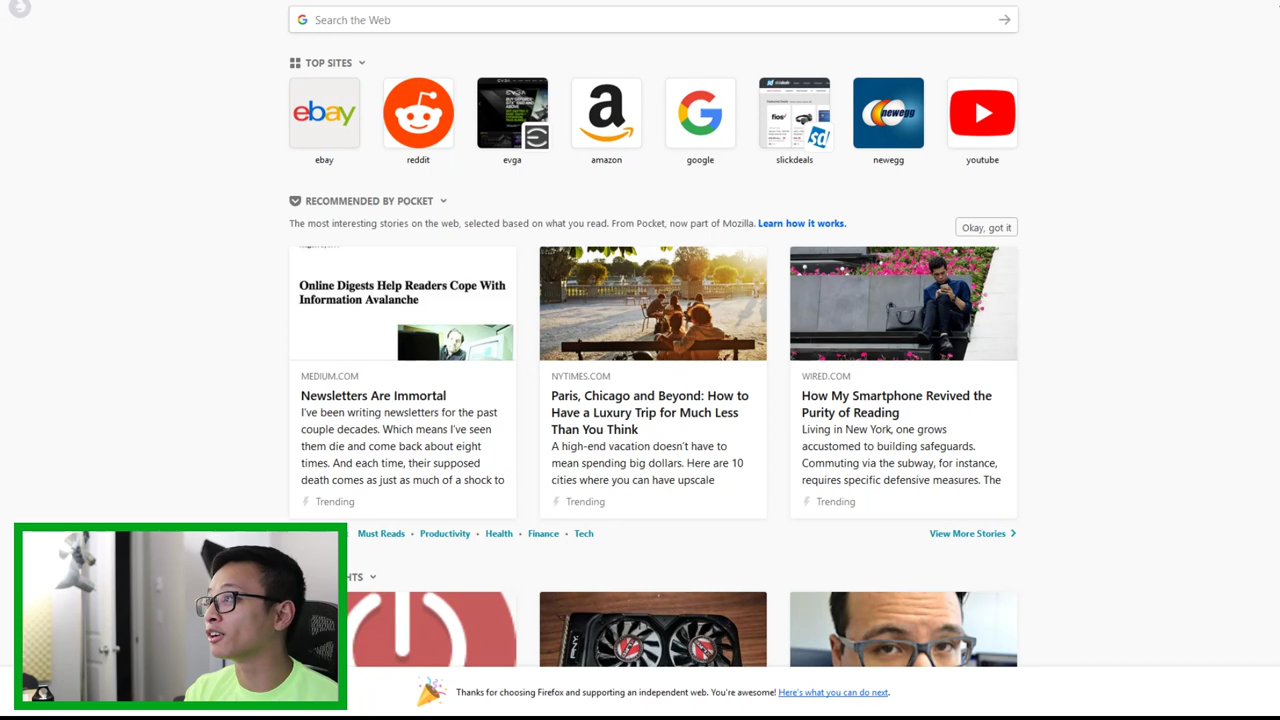 Search the Web
TOP SITES
ebay
a
G
fios
sd
newegg
ebay
reddit
evga
amazon
google
slickdeals
newegg
youtube
RECOMMENDED BY POCKET
The most interesting stories on the web, selected based on what you read. From Pocket, now part of Mozilla. Learn how it works.
Okay, got it
Online Digests Help Readers Cope With
Information Avalanche
MEDIUM.COM
Newsletters Are Immortal
I've been writing newsletters for the past
couple decades. Which means I've seen
them die and come back about eight
times. And each time, their supposed
death comes as just as much of a shock to
Trending
NYTIMES.COM
Paris, Chicago and Beyond: How to
Have a Luxury Trip for Much Less
Than You Think
A high-end vacation doesn't have to
mean spending big dollars. Here are 10
cities where you can have upscale
Trending
WIRED.COM
How My Smartphone Revived the
Purity of Reading
Living in New York, one grows
accustomed to building safeguards.
Commuting via the subway, for instance,
requires specific defensive measures. The
Trending
Must Reads • Productivity • Health • Finance • Tech
View More Stories
HTS
PNY
Thanks for choosing Firefox and supporting an independent web. You're awesome! Here's what you can do next.